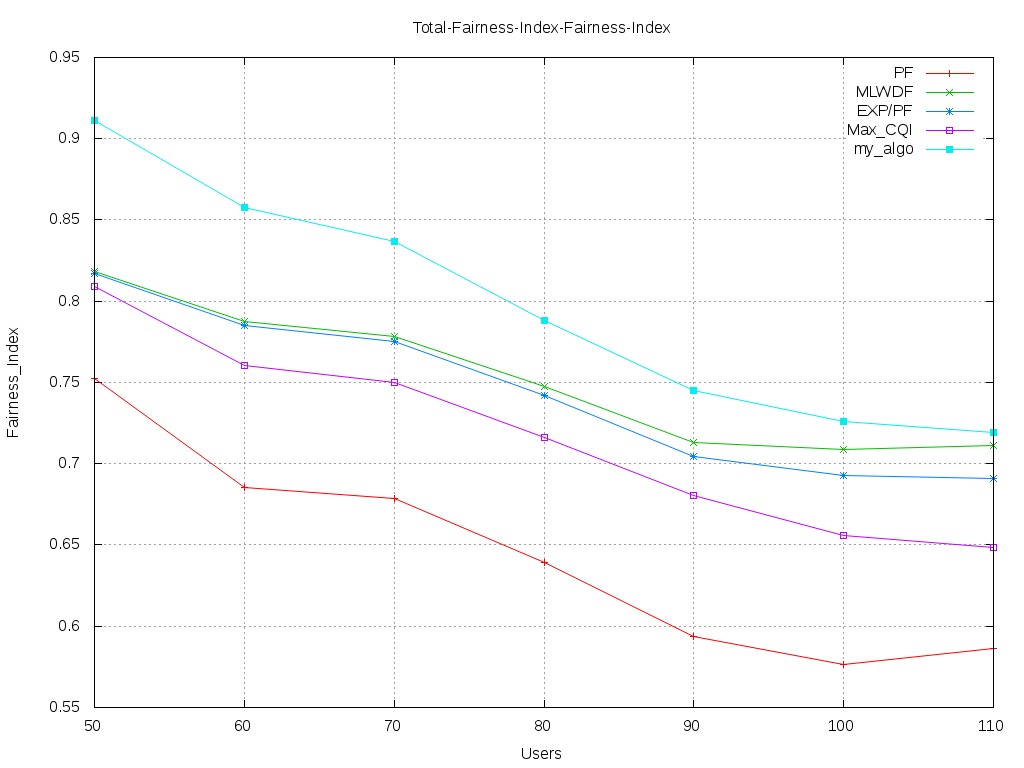 Total-Fairness-Index-Fairness-Index
PF
MLWDF
EXP/PF
Max_CQI
my_algo
0.95
0.9
0.85
0.8
0.75
0.7
0.65
0.6
0.55
Fairness_Index
50 60 70 80 90 100 110
Users